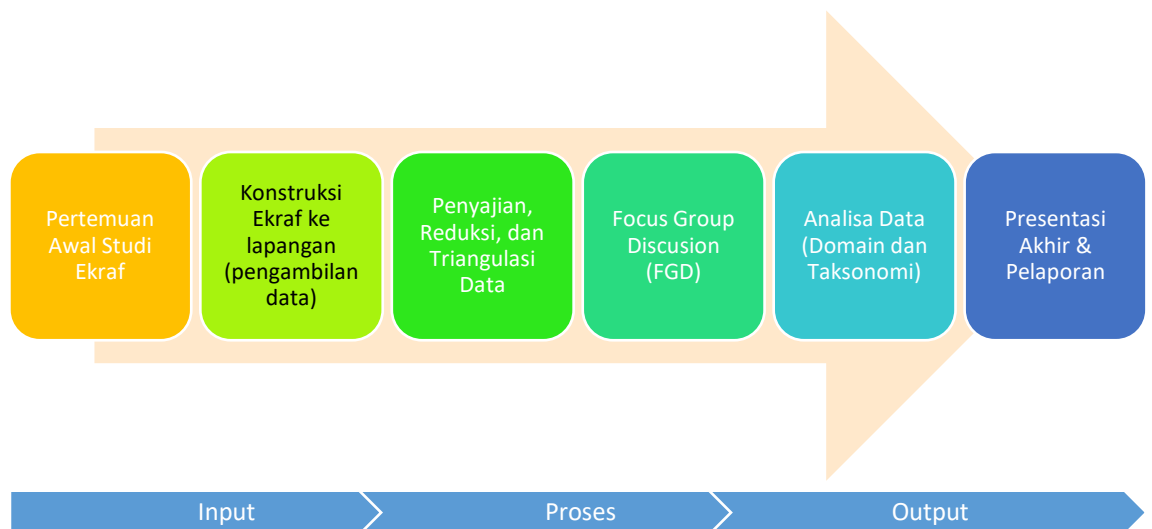 Pertemuan
Awal Studi
Ekraf
Konstruksi
Ekraf ke
lapangan
(pengambilan
data)
Penyajian,
Reduksi, dan
Triangulasi
Data
Focus Group
Discusion
(FGD)
Analisa Data
(Domain dan
Taksonomi)
Presentasi
Akhir &
Pelaporan
Input
Proses
Output